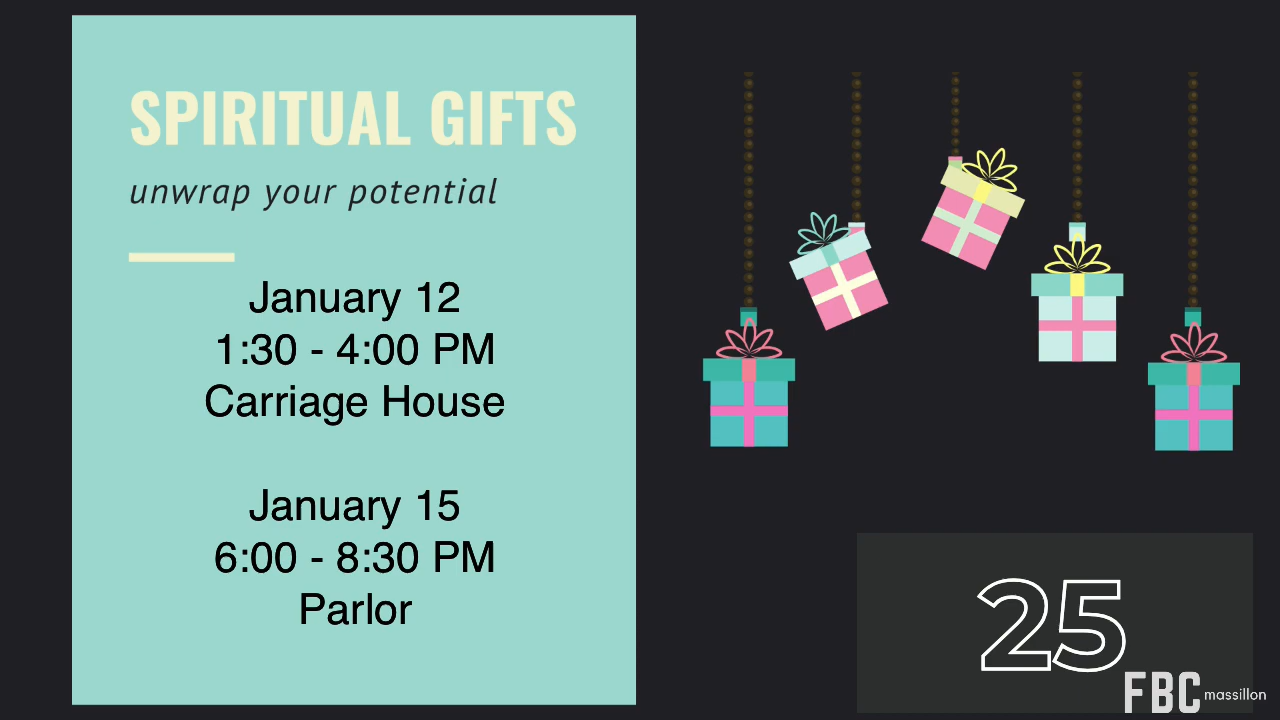 SPIRITUAL GIFTS
unwrap your potential
January 12
1:30 - 4:00 PM
Carriage House
January 15
6:00 - 8:30 PM
Parlor
25
FBC massillon